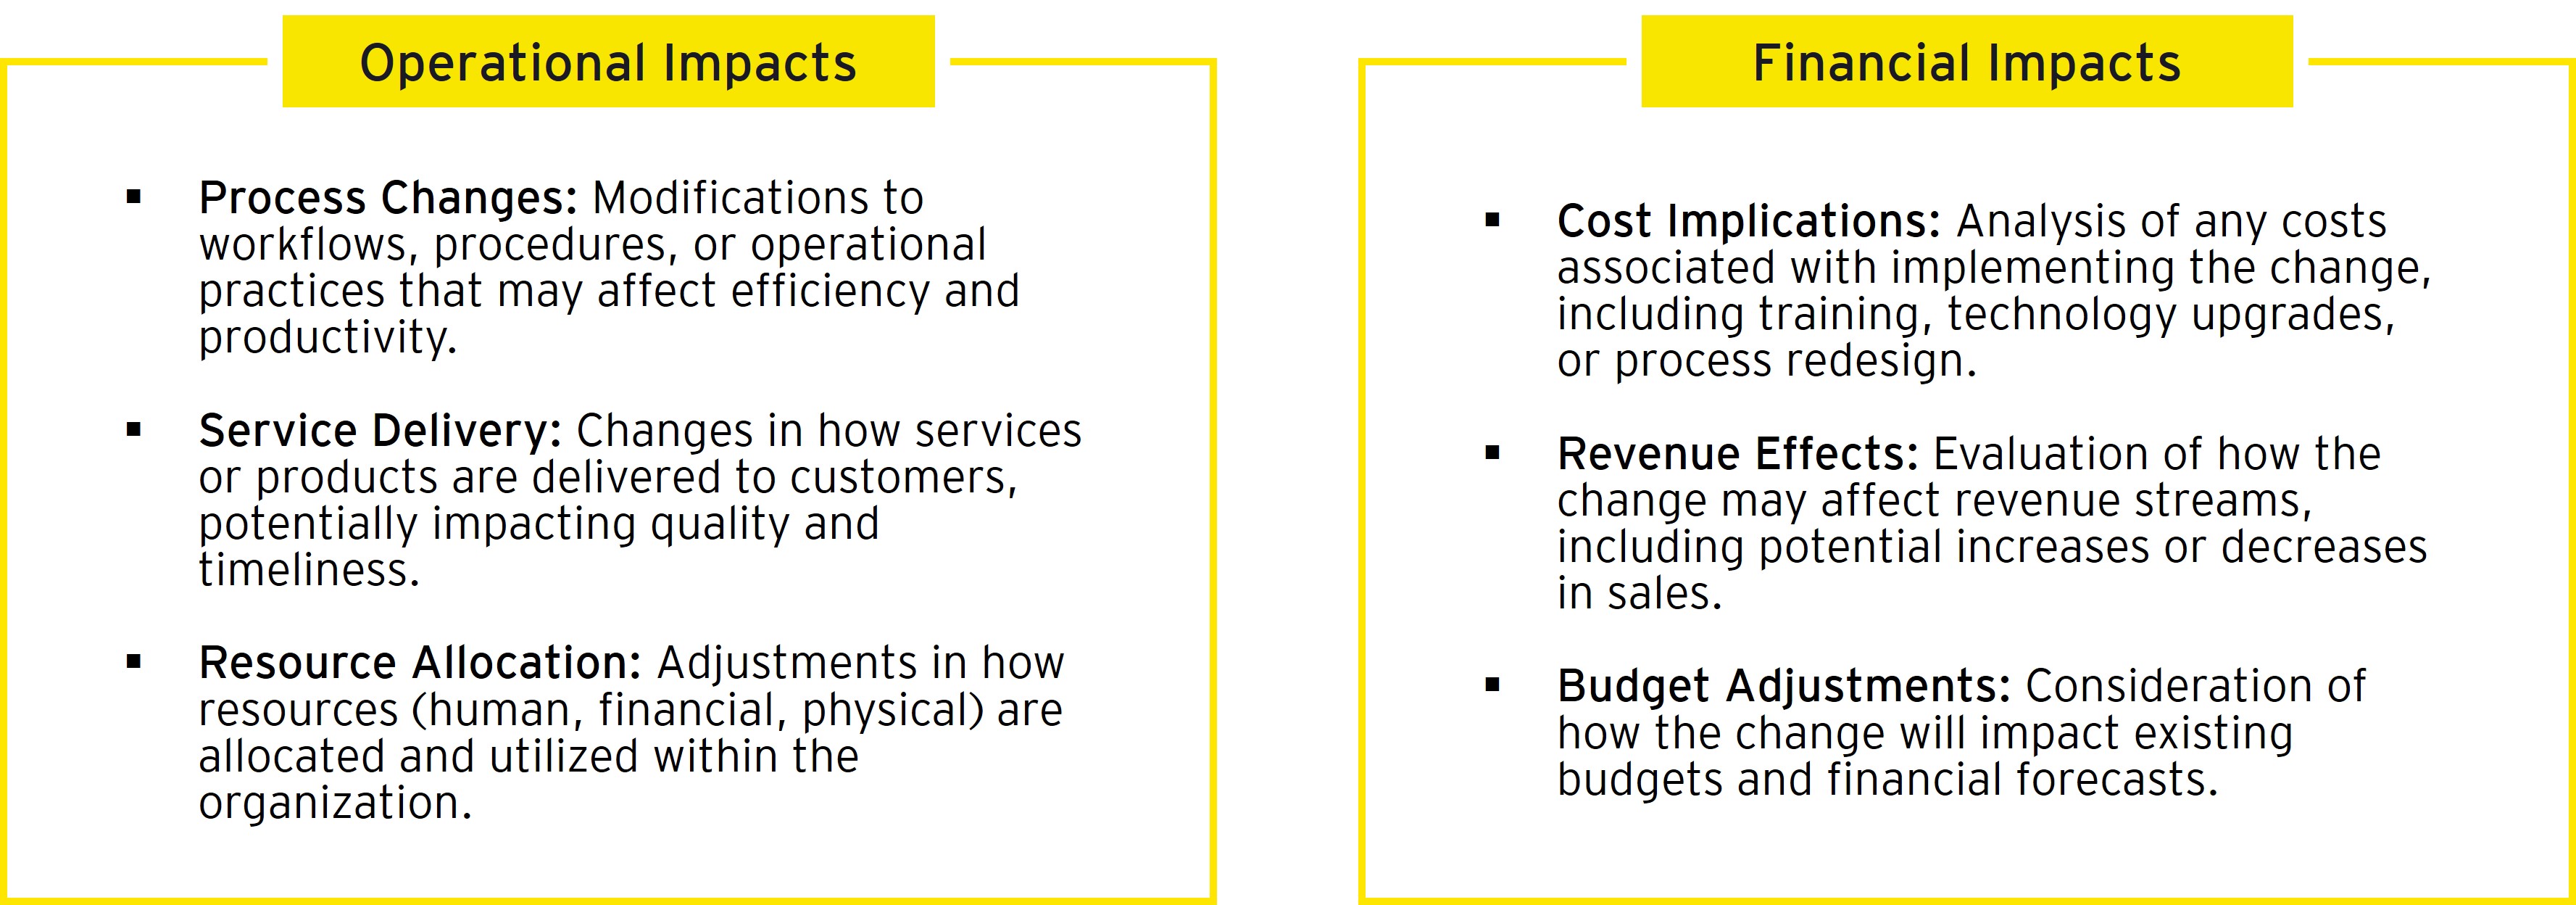 Operational Impacts
▪ Process Changes: Modifications to
workflows, procedures, or operational
practices that may affect efficiency and
productivity.
▪ Service Delivery: Changes in how services
or products are delivered to customers,
potentially impacting quality and
timeliness.
▪ Resource Allocation: Adjustments in how
resources (human, financial, physical) are
allocated and utilized within the
organization.
Financial Impacts
▪ Cost Implications: Analysis of any costs
associated with implementing the change,
including training, technology upgrades,
or process redesign.
▪ Revenue Effects: Evaluation of how the
change may affect revenue streams,
including potential increases or decreases
in sales.
▪ Budget Adjustments: Consideration of
how the change will impact existing
budgets and financial forecasts.